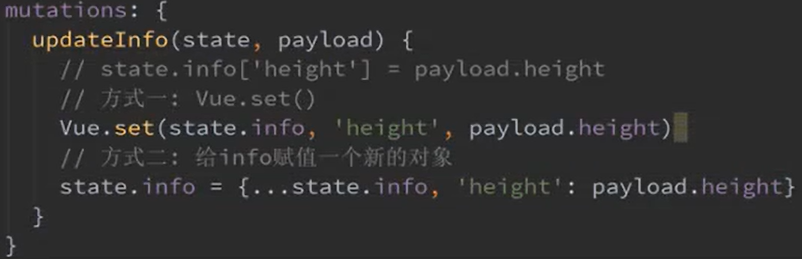 mutations: {
updateInfo(state, payload) {
// state.info['height'] = payload.height
// 方式一: Vue.set()
Vue.set(state.info, 'height', payload.height)
// 方式二: 给info赋值一个新的对象
state.info = {...state.info, 'height': payload.height}
}
}